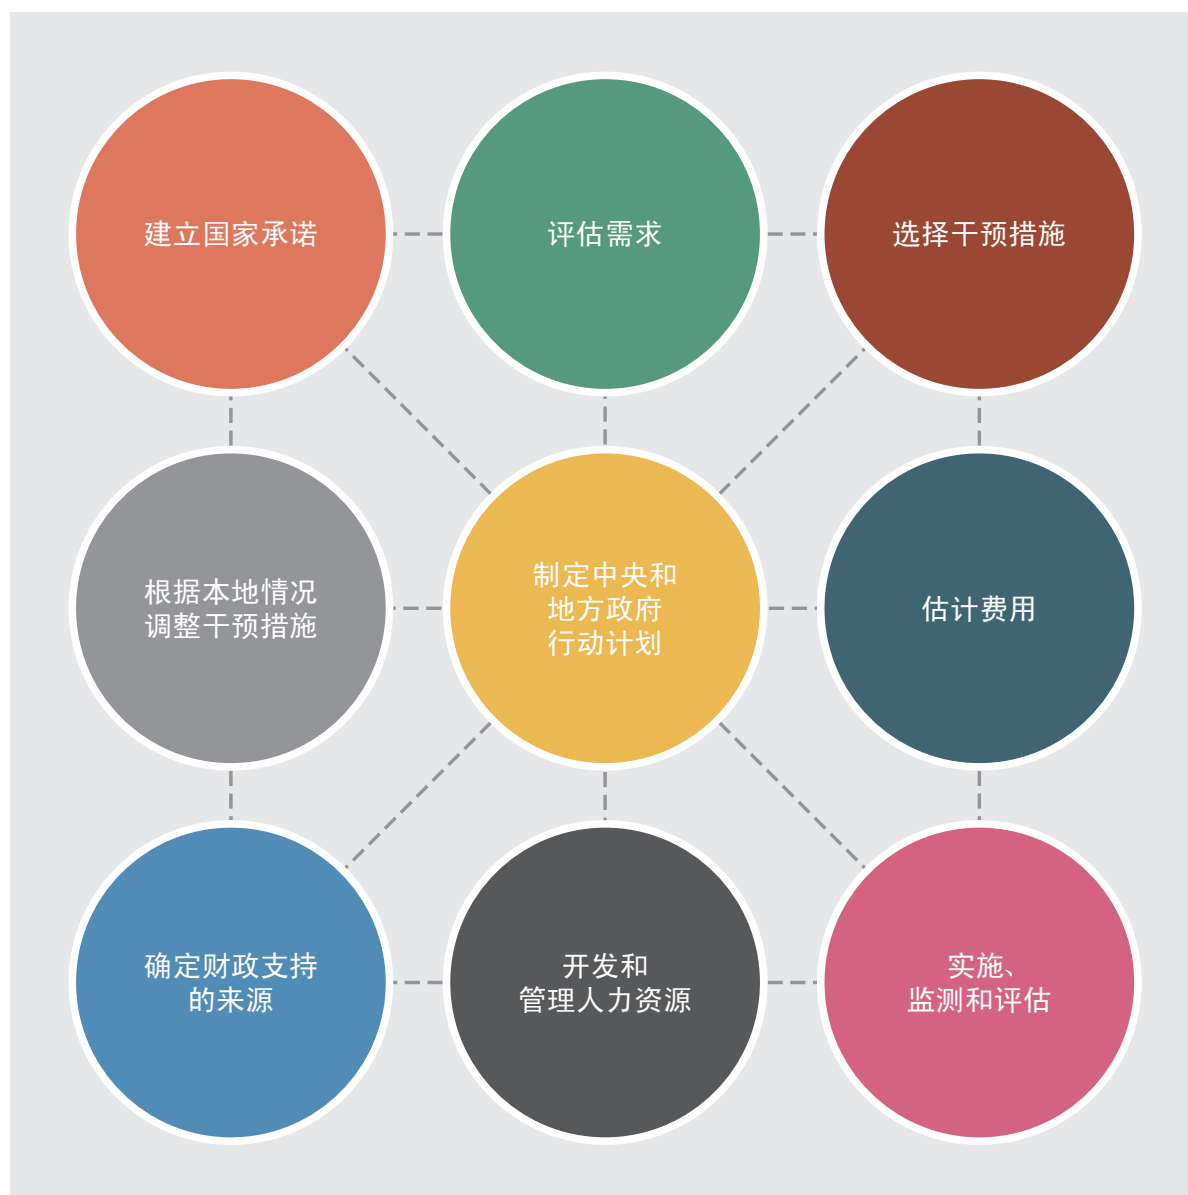 建立国家承诺
评估需求
选择干预措施
根据本地情况
调整干预措施
制定中央和
地方政府
行动计划
估计费用
确定财政支持
的来源
开发和
管理人力资源
实施、
监测和评估